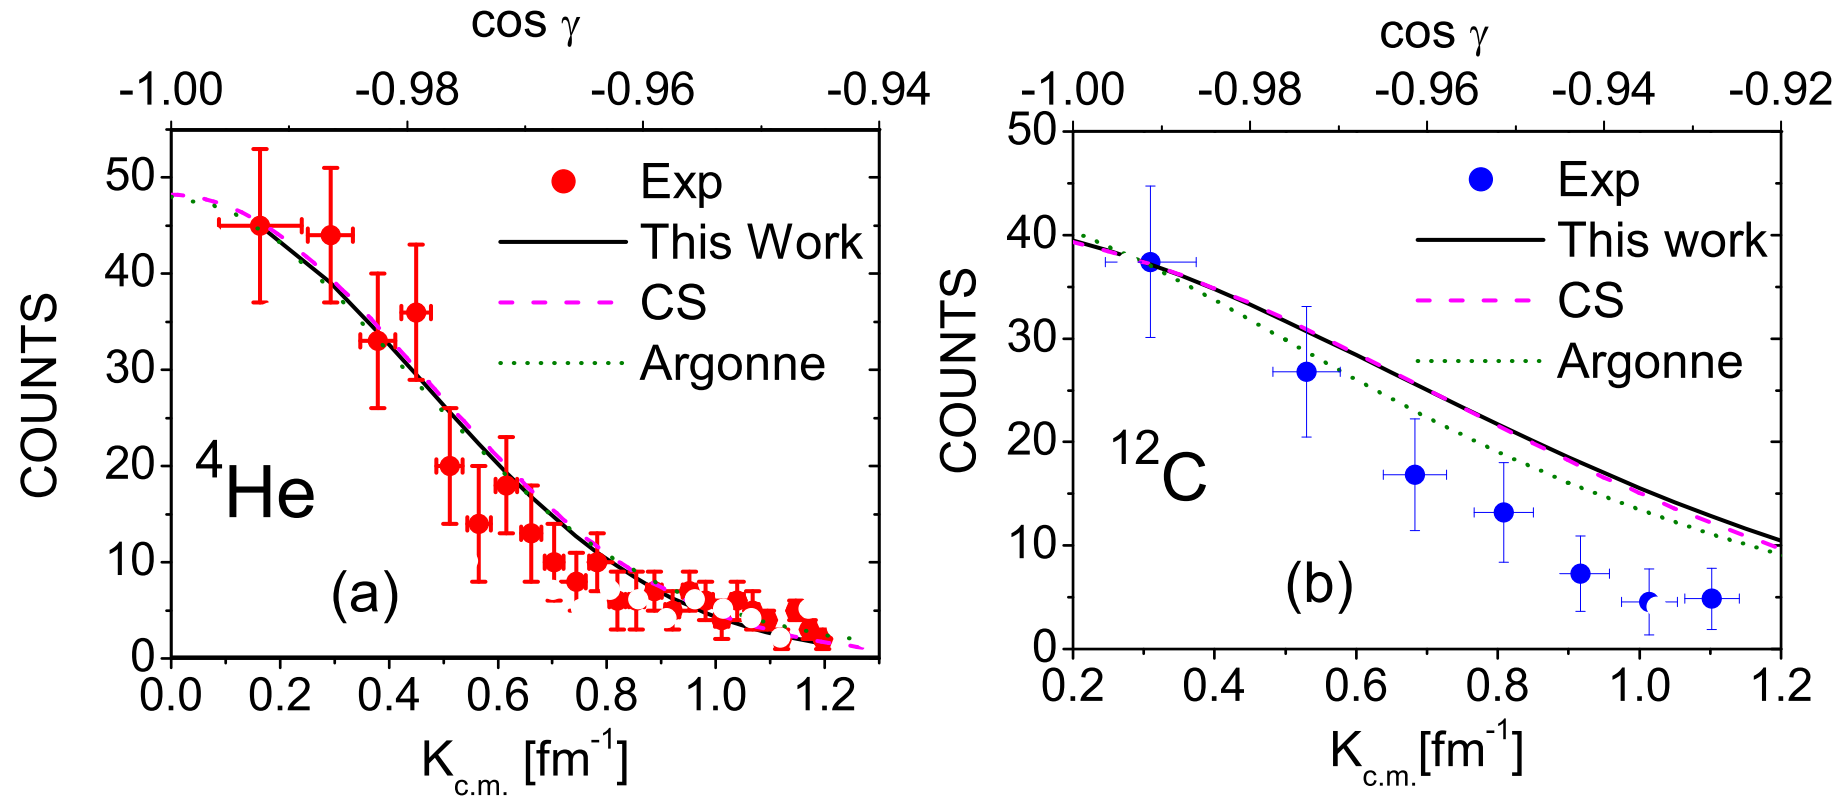 cos γ
-1.00 -0.98 -0.96 -0.94
50
40
30
20
10
0
COUNTS
Exp
This Work
CS
Argonne
⁴He
(a)
0.0 0.2 0.4 0.6 0.8 1.0 1.2
K_c.m. [fm⁻¹]
cos γ
-1.00 -0.98 -0.96 -0.94 -0.92
50
40
30
20
10
0
COUNTS
Exp
This work
CS
Argonne
¹²C
(b)
0.2 0.4 0.6 0.8 1.0 1.2
K_c.m. [fm⁻¹]